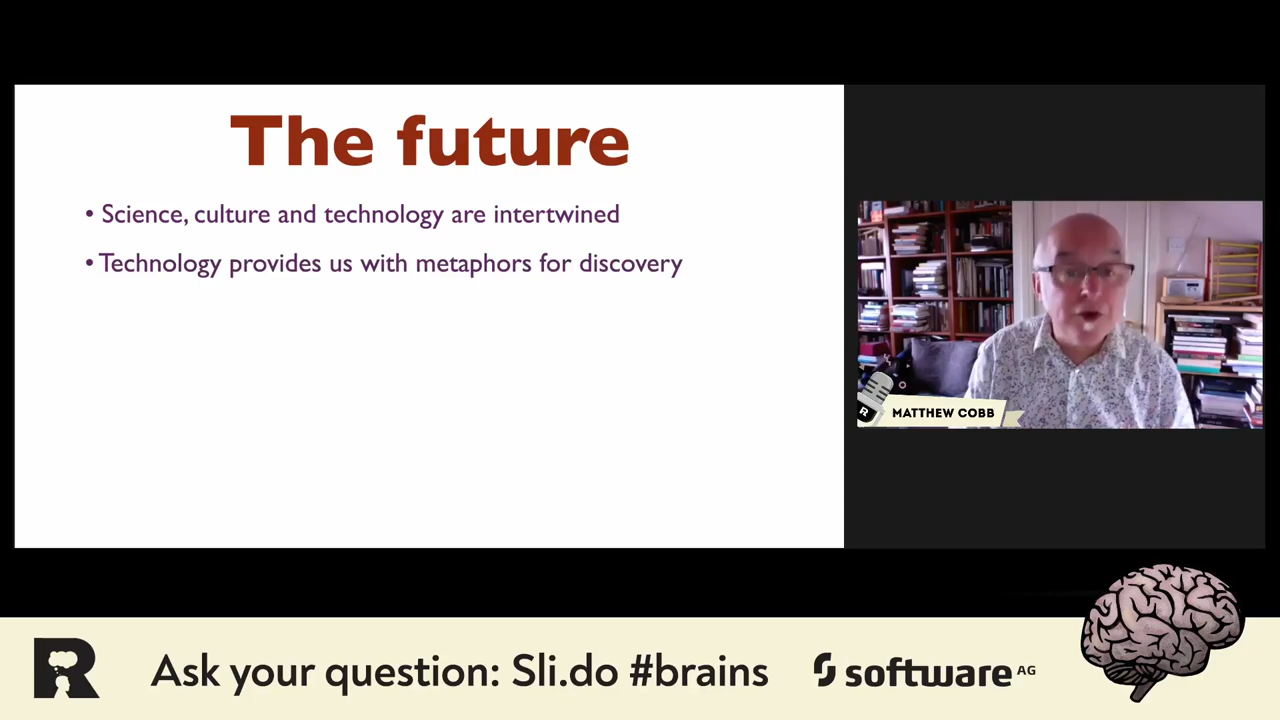 The future
• Science, culture and technology are intertwined
• Technology provides us with metaphors for discovery
R
MATTHEW COBB
R
Ask your question: Sli.do #brains
software AG